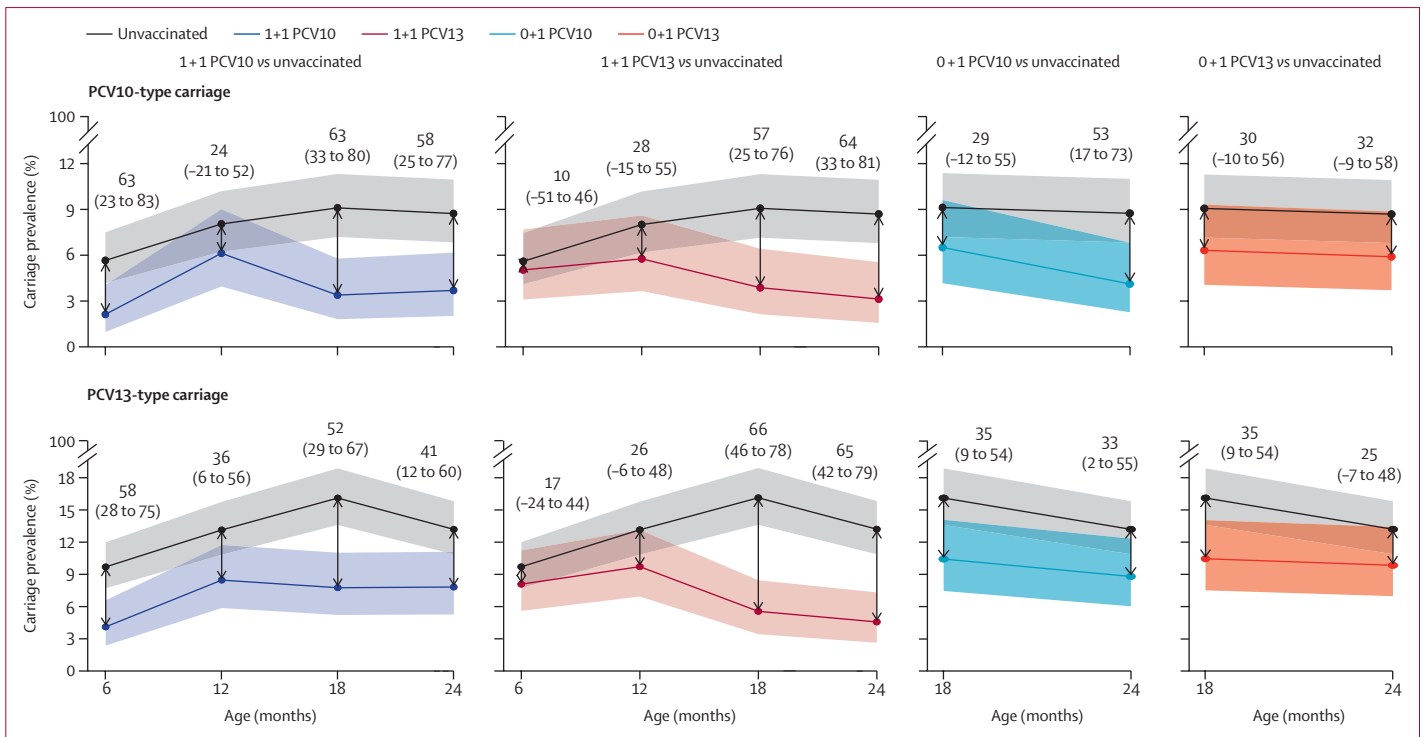 Unvaccinated 1+1 PCV10 1+1 PCV13 0+1 PCV10 0+1 PCV13
1+1 PCV10 vs unvaccinated 1+1 PCV13 vs unvaccinated 0+1 PCV10 vs unvaccinated 0+1 PCV13 vs unvaccinated
PCV10-type carriage
Carriage prevalence (%)
100
12
9
6
3
0
63
(23 to 83)
24
(–21 to 52)
63
(33 to 80)
58
(25 to 77)
10
(–51 to 46)
28
(–15 to 55)
57
(25 to 76)
64
(33 to 81)
29
(–12 to 55)
53
(17 to 73)
30
(–10 to 56)
32
(–9 to 58)
PCV13-type carriage
Carriage prevalence (%)
100
18
15
12
9
6
3
0
58
(28 to 75)
36
(6 to 56)
52
(29 to 67)
41
(12 to 60)
17
(–24 to 44)
26
(–6 to 48)
66
(46 to 78)
65
(42 to 79)
35
(9 to 54)
33
(2 to 55)
35
(9 to 54)
25
(–7 to 48)
6 12 18 24 6 12 18 24 18 24 18 24
Age (months) Age (months) Age (months) Age (months)